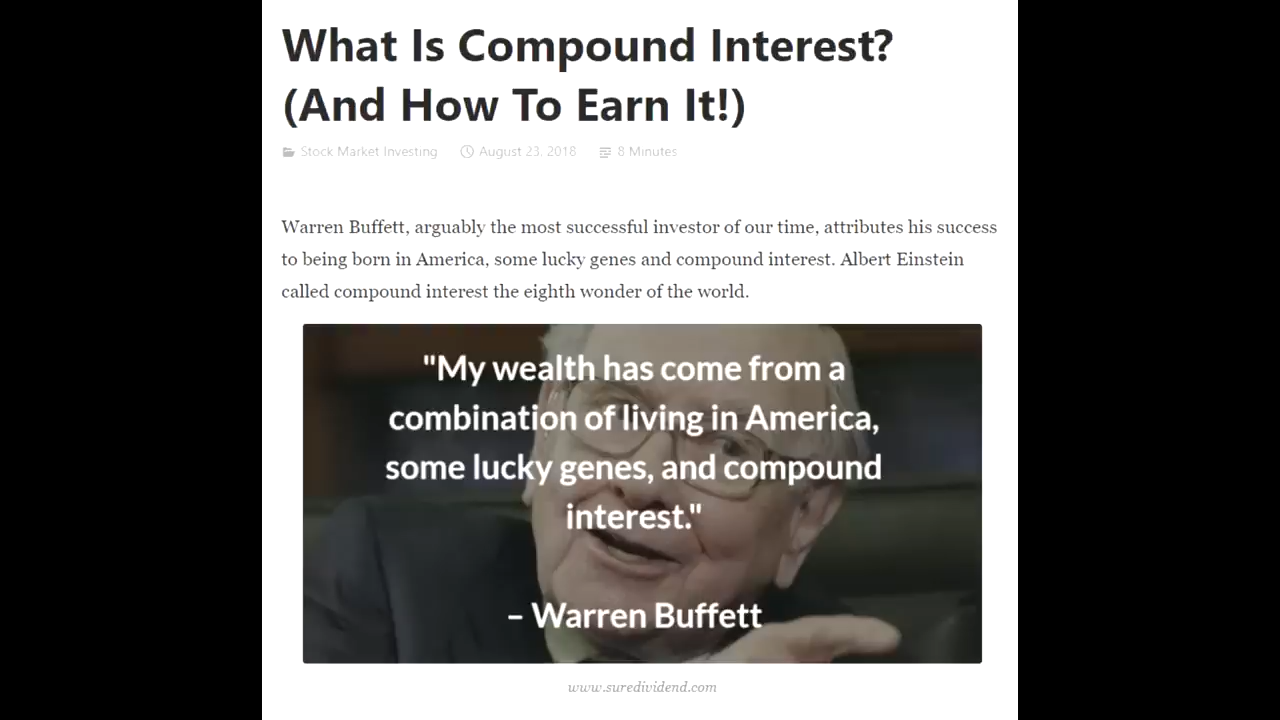 What Is Compound Interest?
(And How To Earn It!)
Stock Market Investing August 23, 2018 8 Minutes
Warren Buffett, arguably the most successful investor of our time, attributes his success
to being born in America, some lucky genes and compound interest. Albert Einstein
called compound interest the eighth wonder of the world.
"My wealth has come from a
combination of living in America,
some lucky genes, and compound
interest."
– Warren Buffett
www.suredividend.com